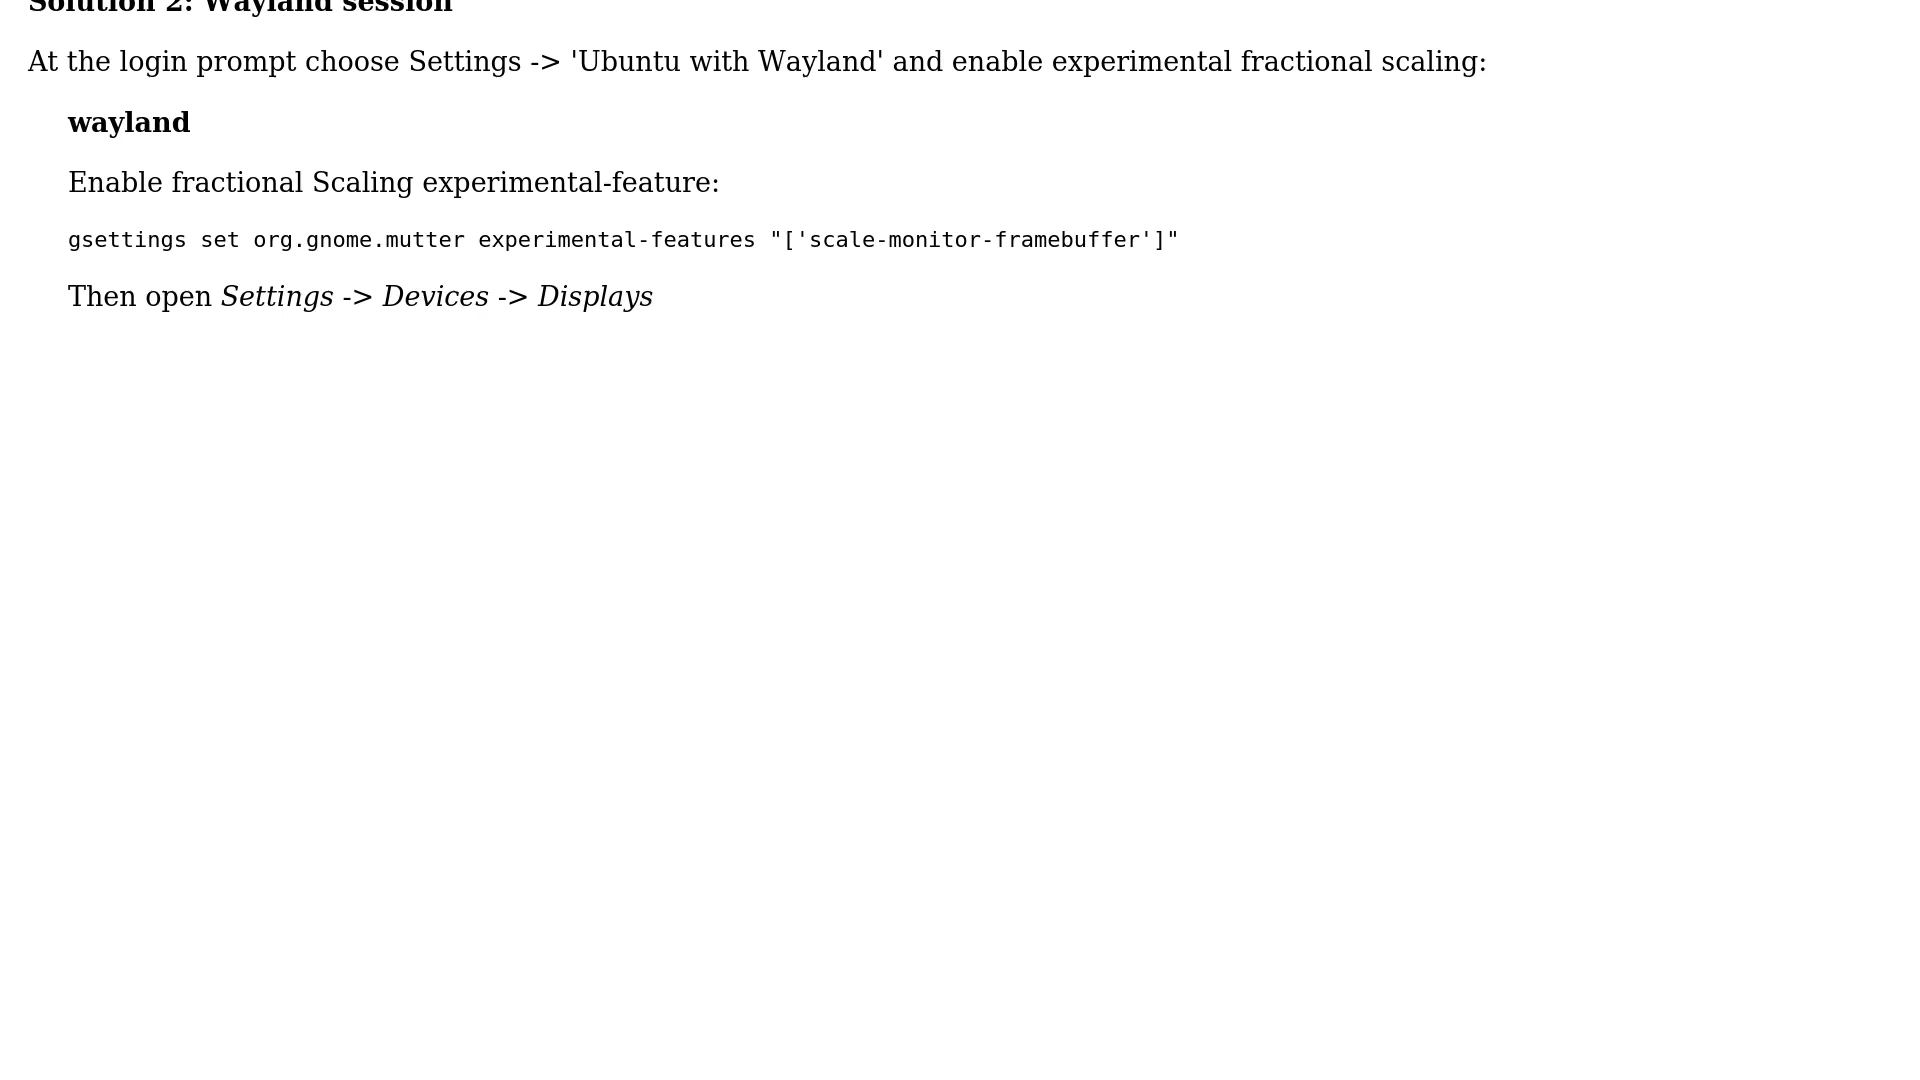 Solution 2: Wayland session
At the login prompt choose Settings -> 'Ubuntu with Wayland' and enable experimental fractional scaling:
wayland
Enable fractional Scaling experimental-feature:
gsettings set org.gnome.mutter experimental-features "['scale-monitor-framebuffer']"
Then open Settings -> Devices -> Displays